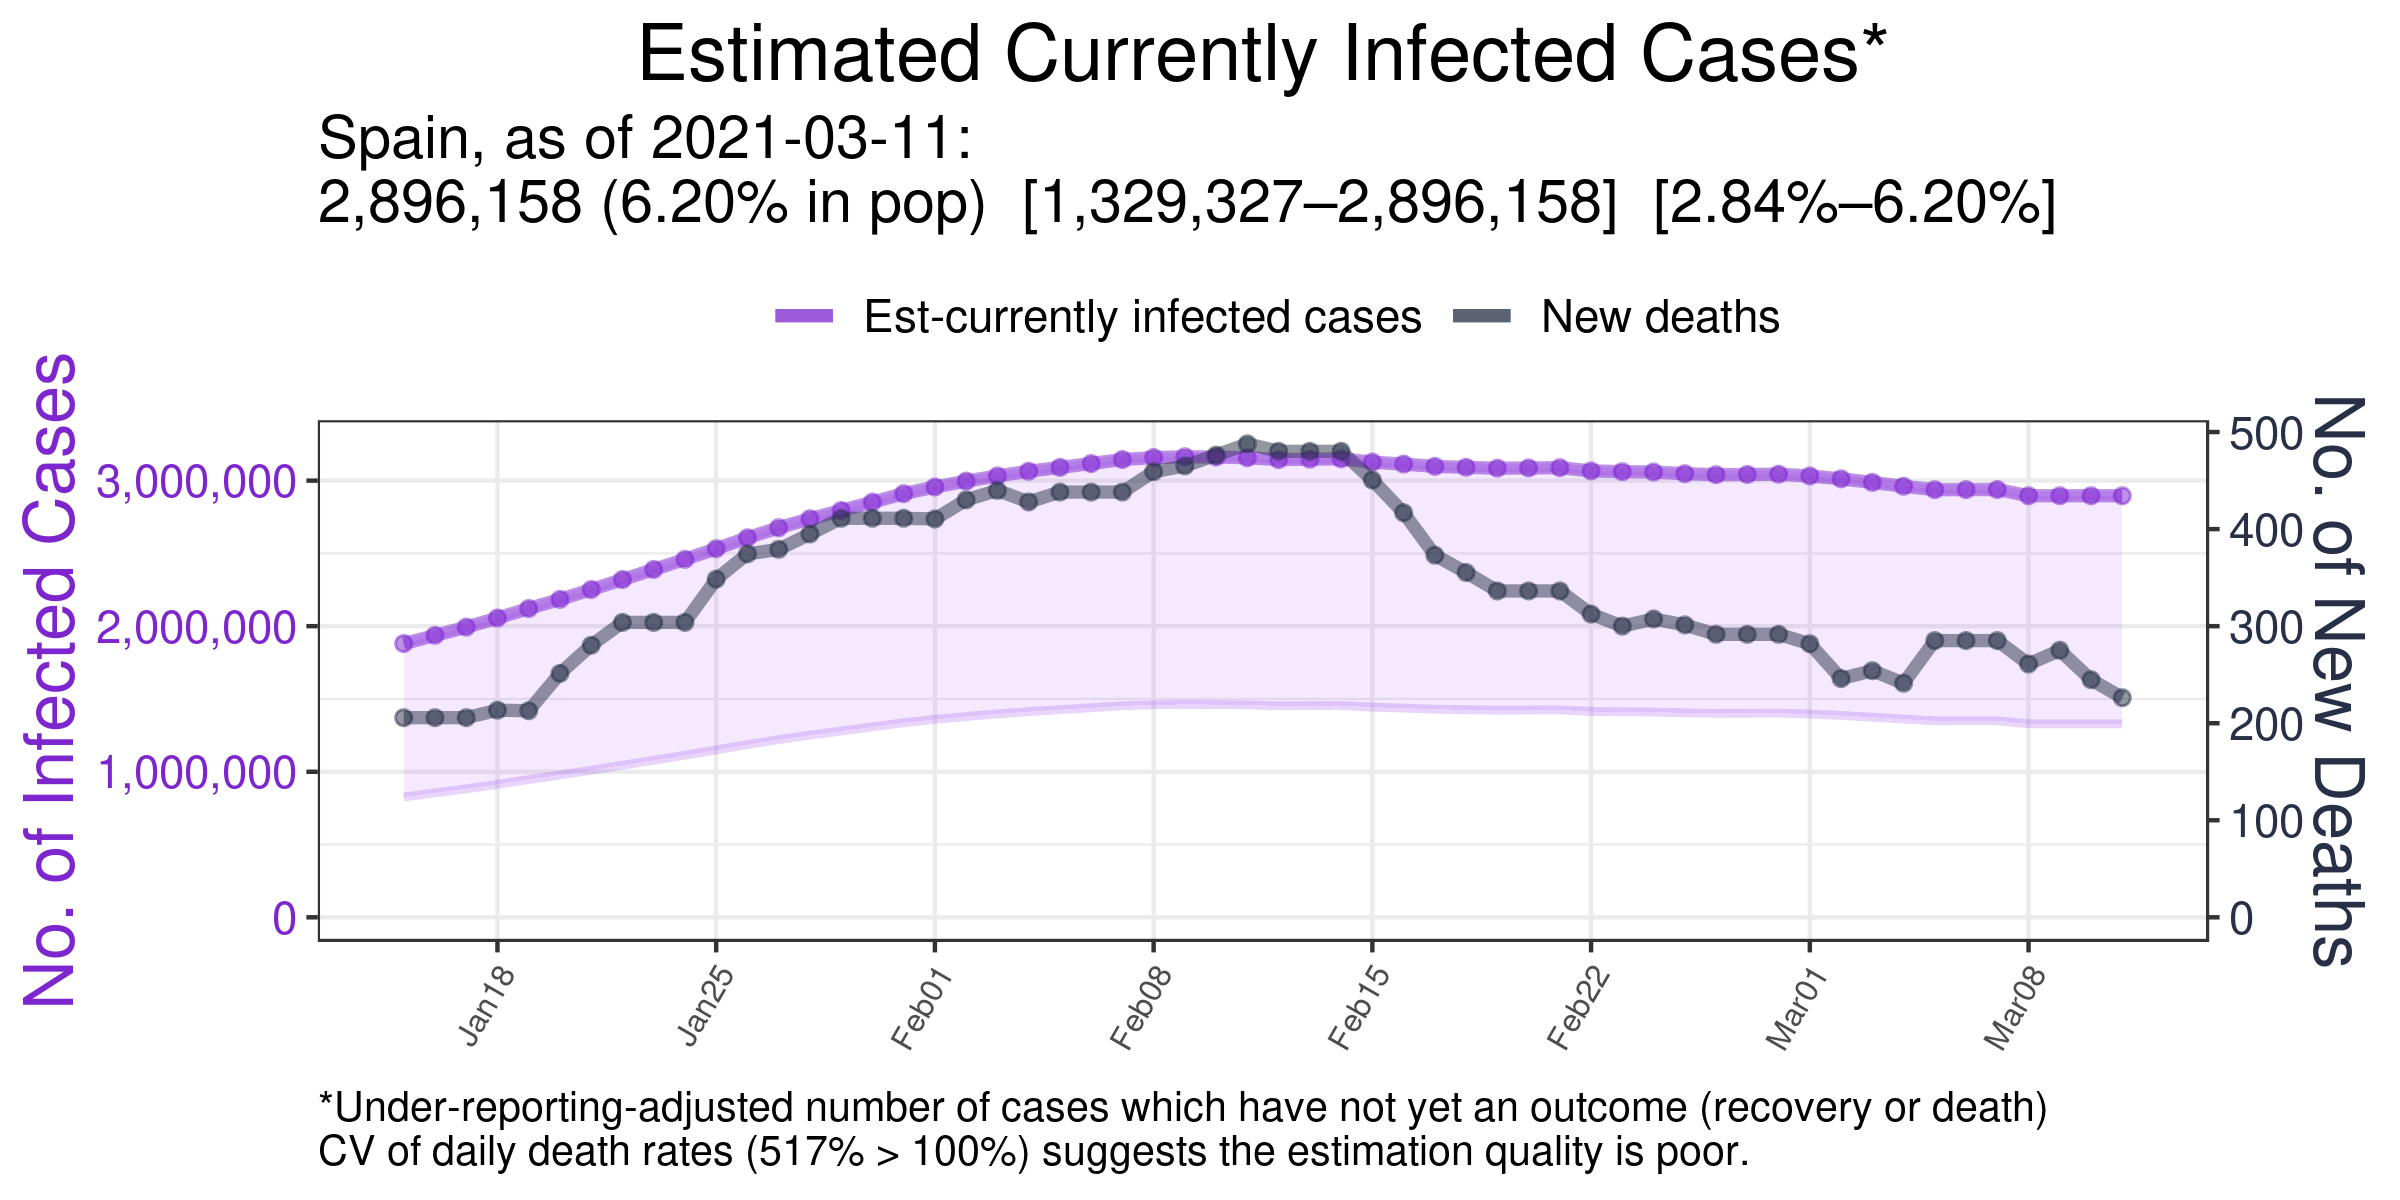 Estimated Currently Infected Cases*
Spain, as of 2021-03-11:
2,896,158 (6.20% in pop)  [1,329,327–2,896,158]  [2.84%–6.20%]
Est-currently infected cases
New deaths
No. of Infected Cases
3,000,000
2,000,000
1,000,000
0
500
400
300
200
100
0
No. of New Deaths
Jan18
Jan25
Feb01
Feb08
Feb15
Feb22
Mar01
Mar08
*Under-reporting-adjusted number of cases which have not yet an outcome (recovery or death)
CV of daily death rates (517% > 100%) suggests the estimation quality is poor.